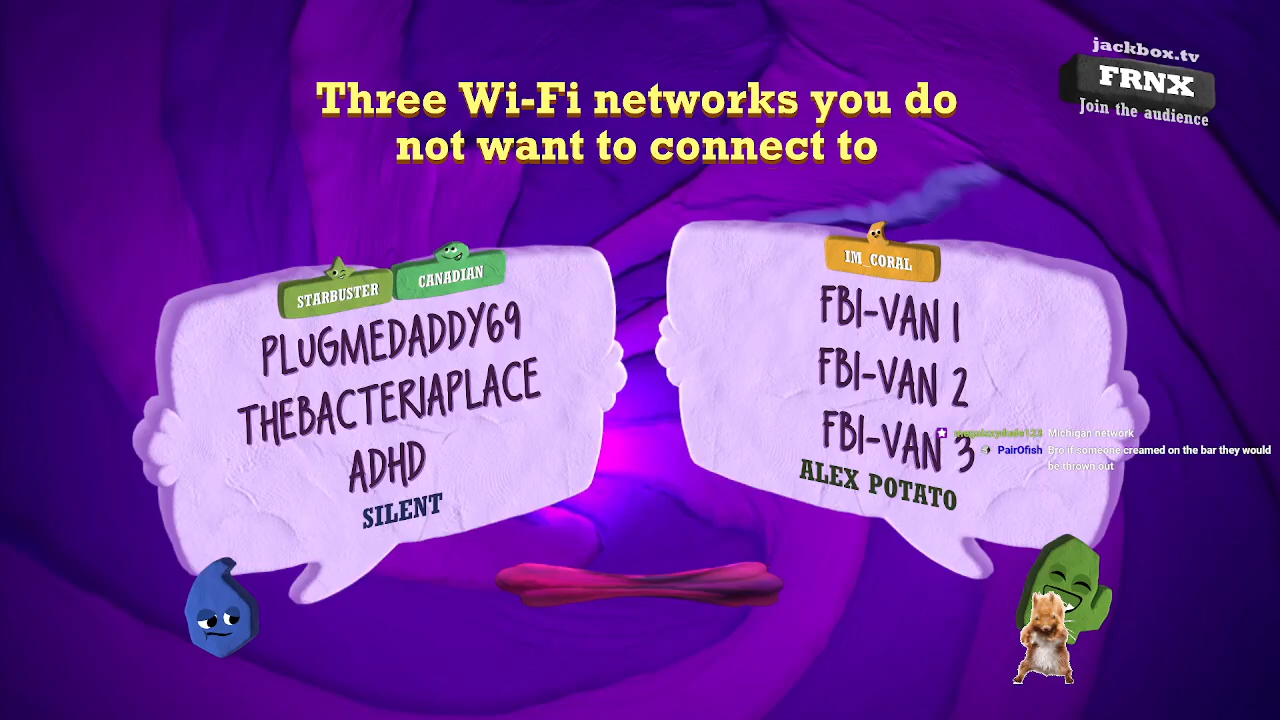 jackbox.tv
FRNX
Join the audience
Three Wi-Fi networks you do
not want to connect to
STARBUSTER
CANADIAN
PLUGMEDADDY69
THEBACTERIAPLACE
ADHD
SILENT
IM_CORAL
FBI-VAN 1
FBI-VAN 2
FBI-VAN 3
ALEX POTATO
Michigan network
PairOfish Bro if someone creamed on the bar they would
be thrown out